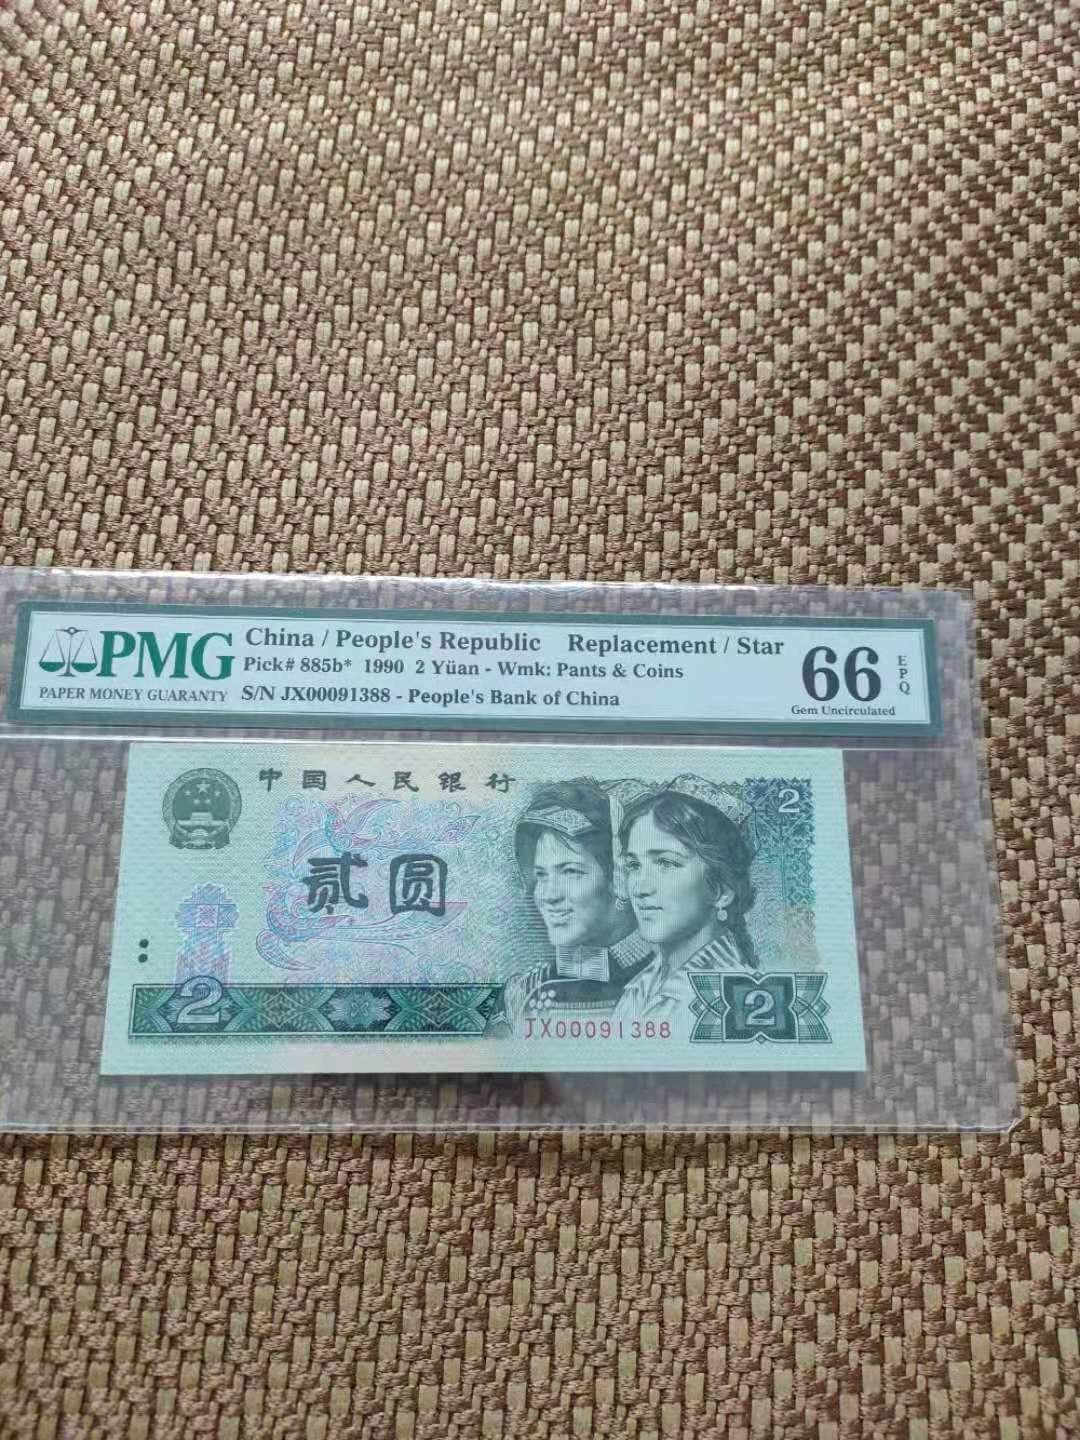 PMG
PAPER MONEY GUARANTY
China / People's Republic Replacement / Star
Pick# 885b* 1990 2 Yüan - Wmk: Pants & Coins
S/N JX00091388 - People's Bank of China
66 EPQ
Gem Uncirculated
中国人民银行
2
贰圆
2
JX00091388
2